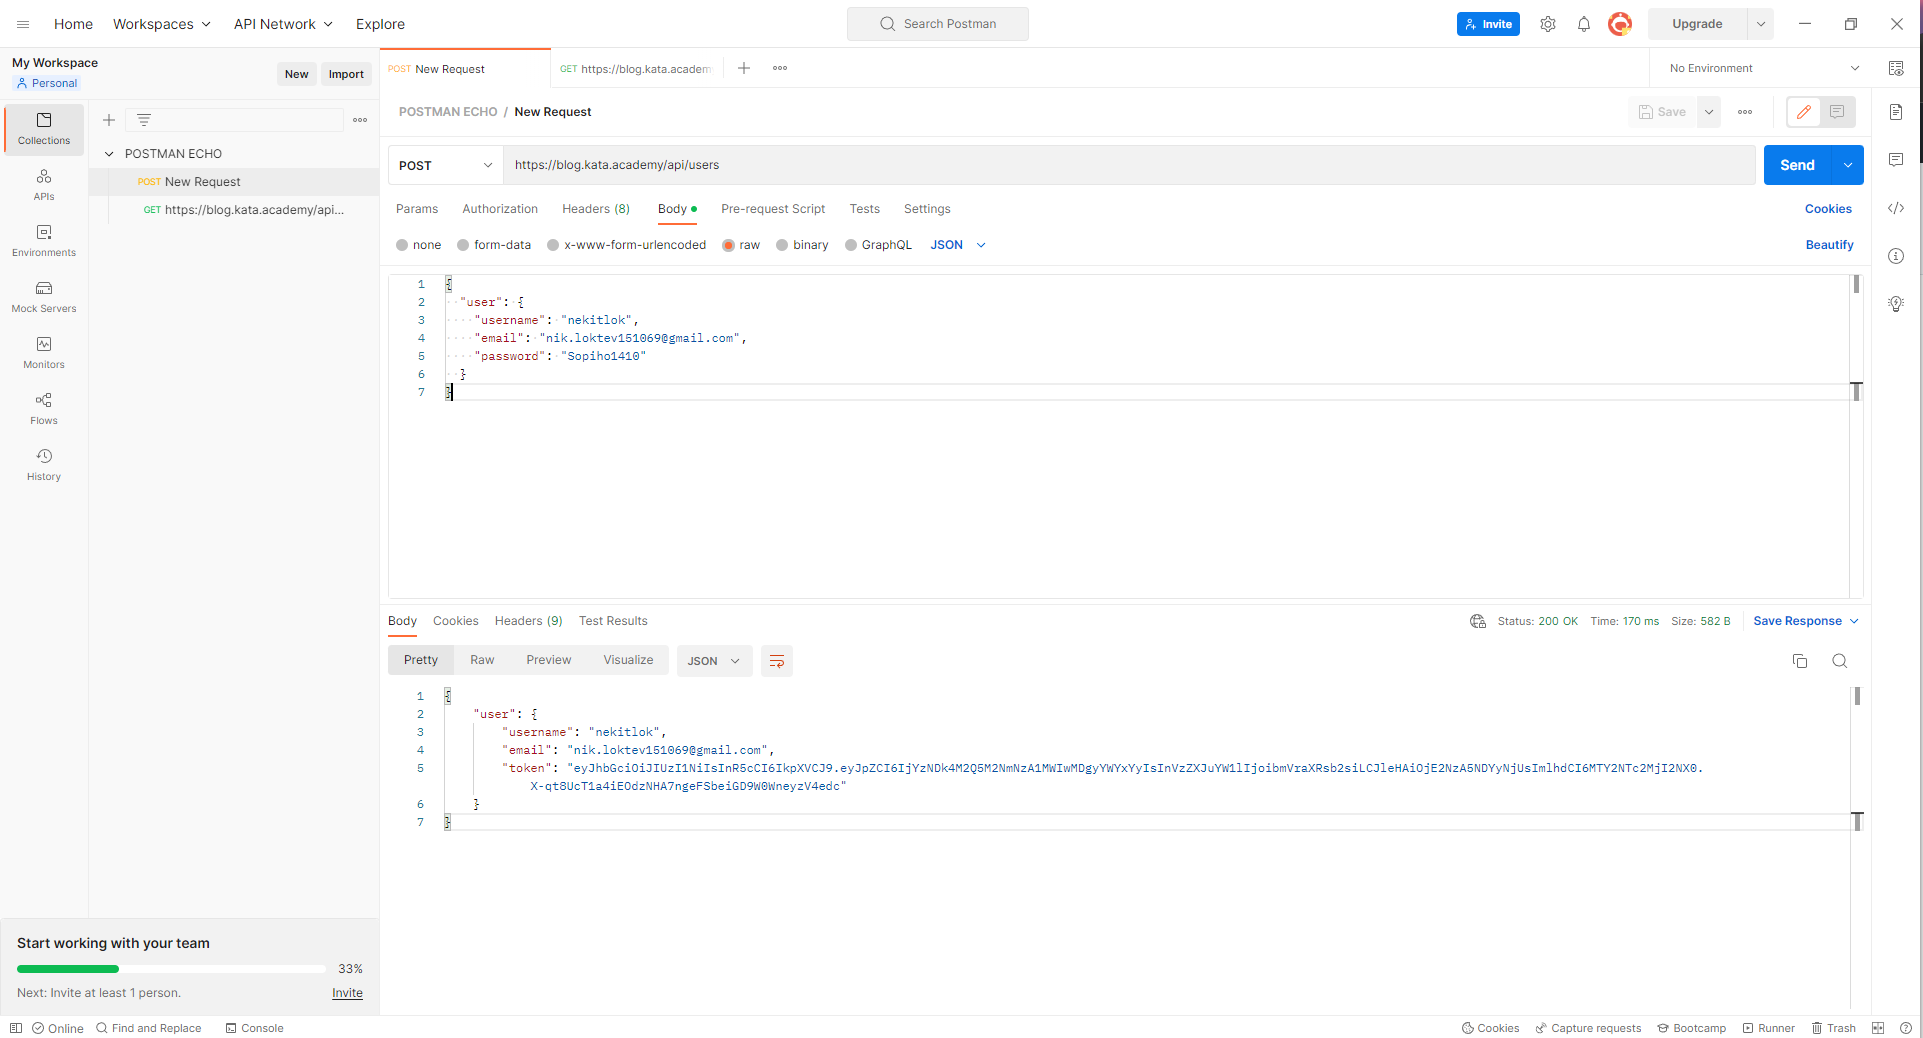 Home Workspaces API Network Explore Search Postman Invite Upgrade
My Workspace
Personal
New Import
POST New Request GET https://blog.kata.academ No Environment
POSTMAN ECHO / New Request Save
Collections
APIs
Environments
Mock Servers
Monitors
Flows
History
POSTMAN ECHO
POST New Request
GET https://blog.kata.academy/api...
POST https://blog.kata.academy/api/users Send
Params Authorization Headers (8) Body Pre-request Script Tests Settings Cookies
none form-data x-www-form-urlencoded raw binary GraphQL JSON Beautify
1 {
2 "user": {
3 "username": "nekitlok",
4 "email": "nik.loktev151069@gmail.com",
5 "password": "Sopiho1410"
6 }
7 }
Body Cookies Headers (9) Test Results Status: 200 OK Time: 170 ms Size: 582 B Save Response
Pretty Raw Preview Visualize JSON
1 {
2 "user": {
3 "username": "nekitlok",
4 "email": "nik.loktev151069@gmail.com",
5 "token": "eyJhbGciOiJIUzI1NiIsInR5cCI6IkpXVCJ9.eyJpZCI6IjYzNDk4M2Q5M2NmNzA1MWIwMDgyYWYxYyIsInVzZXJuYW1lIjoibmVraXRsb2siLCJleHAiOjE2NzA5NDYyNjUsImlhdCI6MTY2NTc2MjI2NX0.
X-qt8UcT1a4iEOdzNHA7ngeFSbeiGD9W0WneyzV4edc"
6 }
7 }
Start working with your team
33%
Next: Invite at least 1 person. Invite
Online Find and Replace Console Cookies Capture requests Bootcamp Runner Trash